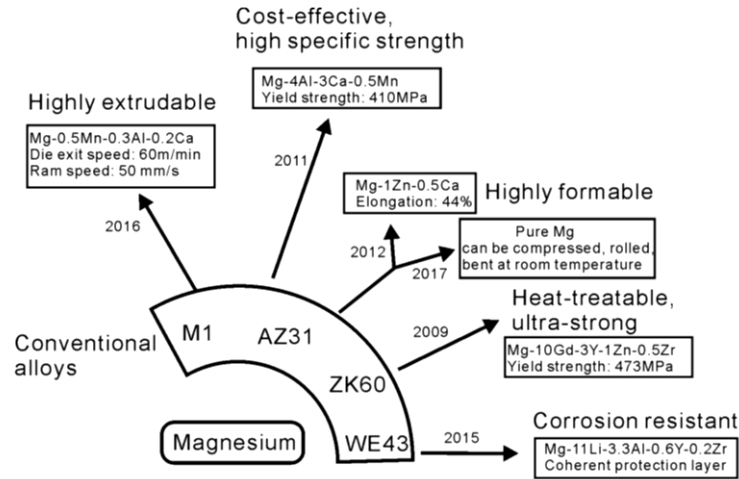 Cost-effective,
high specific strength
Mg-4Al-3Ca-0.5Mn
Yield strength: 410MPa
Highly extrudable
Mg-0.5Mn-0.3Al-0.2Ca
Die exit speed: 60m/min
Ram speed: 50 mm/s
2011
2016
Mg-1Zn-0.5Ca
Elongation: 44%
Highly formable
Pure Mg
can be compressed, rolled,
bent at room temperature
2012
2017
Heat-treatable,
ultra-strong
Mg-10Gd-3Y-1Zn-0.5Zr
Yield strength: 473MPa
2009
Conventional
alloys
M1
AZ31
ZK60
WE43
Magnesium
2015
Corrosion resistant
Mg-11Li-3.3Al-0.6Y-0.2Zr
Coherent protection layer